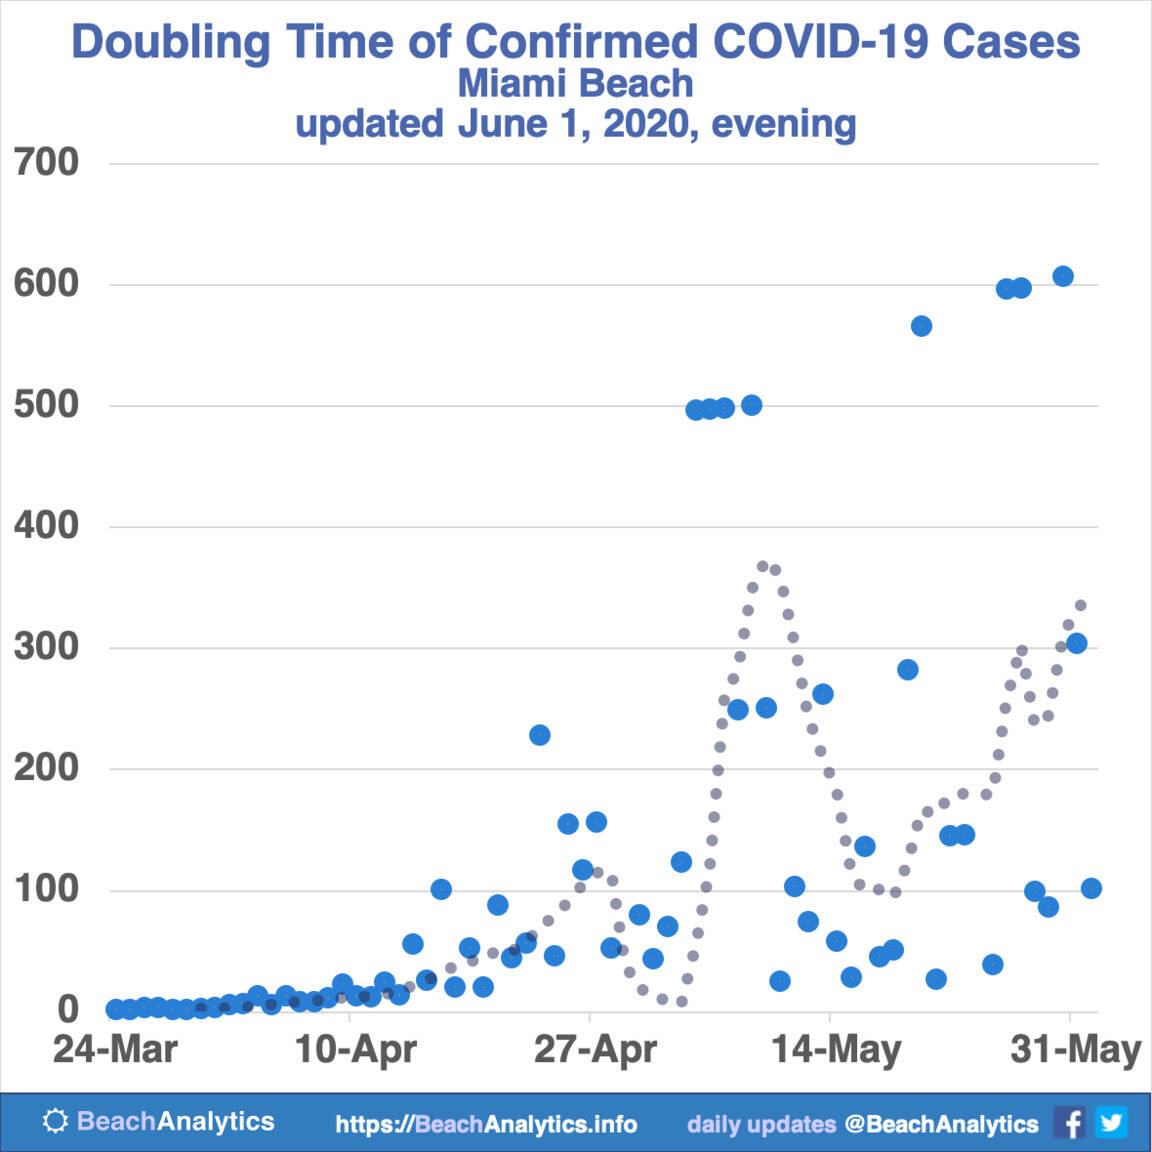 Doubling Time of Confirmed COVID-19 Cases
Miami Beach
updated June 1, 2020, evening
700
600
500
400
300
200
100
0
24-Mar 10-Apr 27-Apr 14-May 31-May
BeachAnalytics https://BeachAnalytics.info daily updates @BeachAnalytics